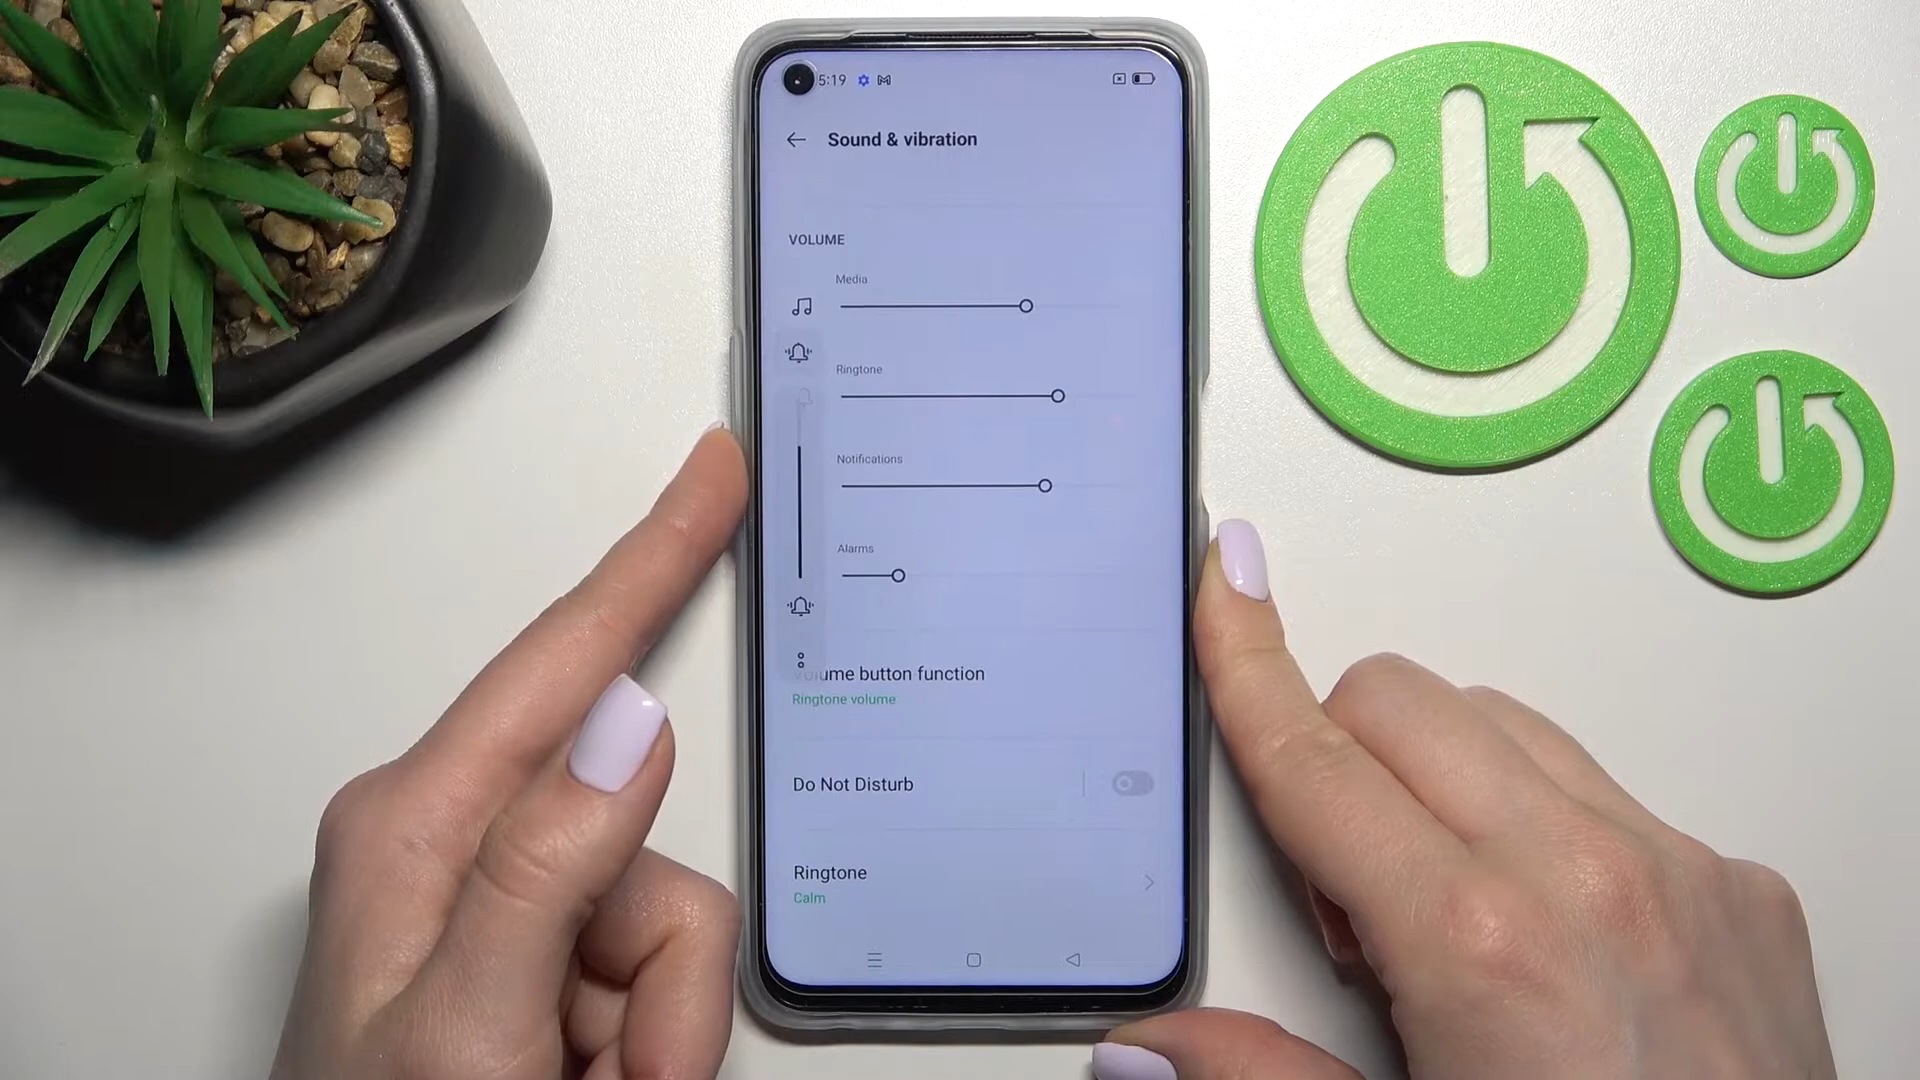 5:19
Sound & vibration
VOLUME
Media
Ringtone
Notifications
Alarms
Volume button function
Ringtone volume
Do Not Disturb
Ringtone
Calm